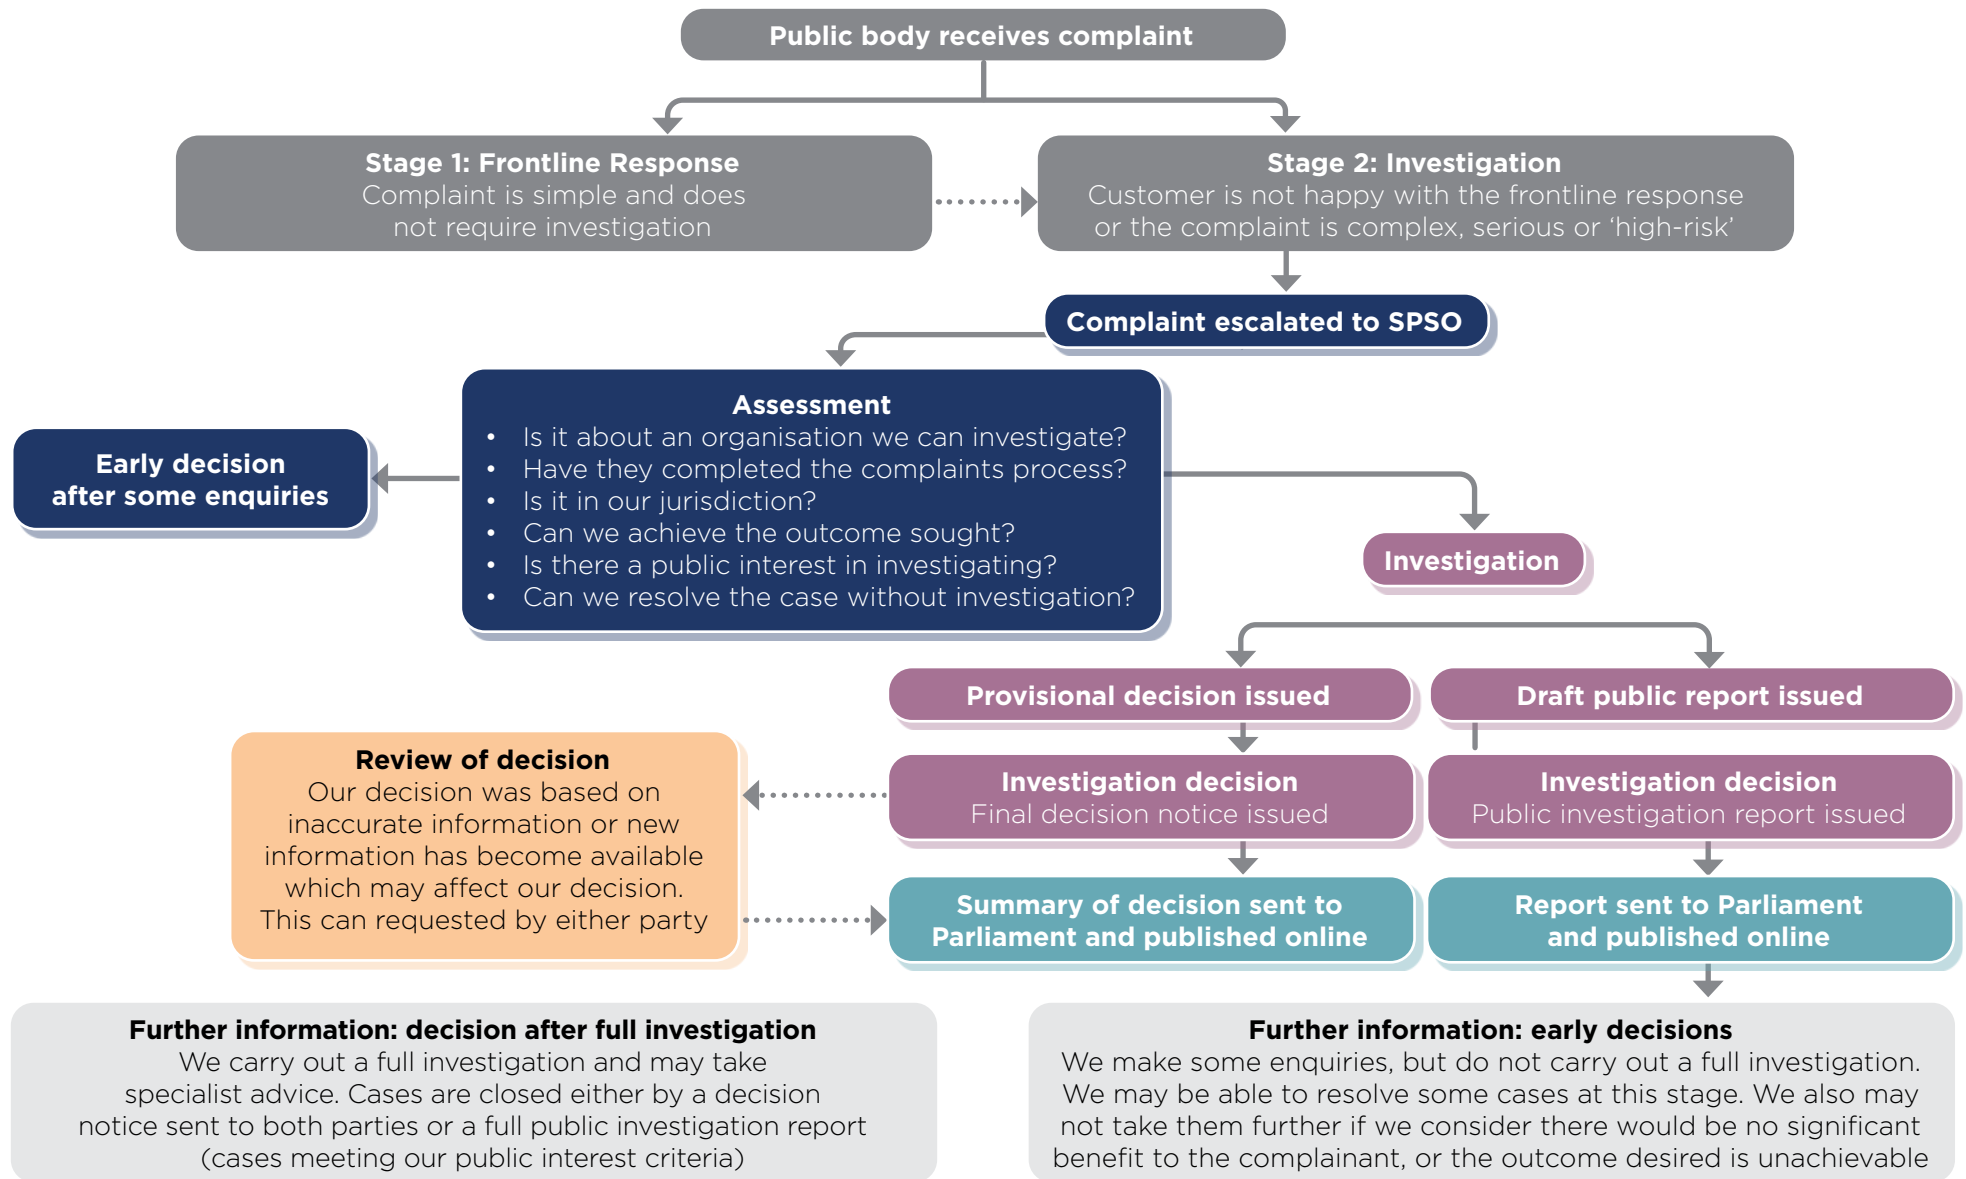 Public body receives complaint
Stage 1: Frontline Response
Complaint is simple and does
not require investigation
Stage 2: Investigation
Customer is not happy with the frontline response
or the complaint is complex, serious or ‘high-risk’
Complaint escalated to SPSO
Assessment
• Is it about an organisation we can investigate?
• Have they completed the complaints process?
• Is it in our jurisdiction?
• Can we achieve the outcome sought?
• Is there a public interest in investigating?
• Can we resolve the case without investigation?
Early decision
after some enquiries
Investigation
Provisional decision issued
Draft public report issued
Review of decision
Our decision was based on
inaccurate information or new
information has become available
which may affect our decision.
This can requested by either party
Investigation decision
Final decision notice issued
Investigation decision
Public investigation report issued
Summary of decision sent to
Parliament and published online
Report sent to Parliament
and published online
Further information: decision after full investigation
We carry out a full investigation and may take
specialist advice. Cases are closed either by a decision
notice sent to both parties or a full public investigation report
(cases meeting our public interest criteria)
Further information: early decisions
We make some enquiries, but do not carry out a full investigation.
We may be able to resolve some cases at this stage. We also may
not take them further if we consider there would be no significant
benefit to the complainant, or the outcome desired is unachievable